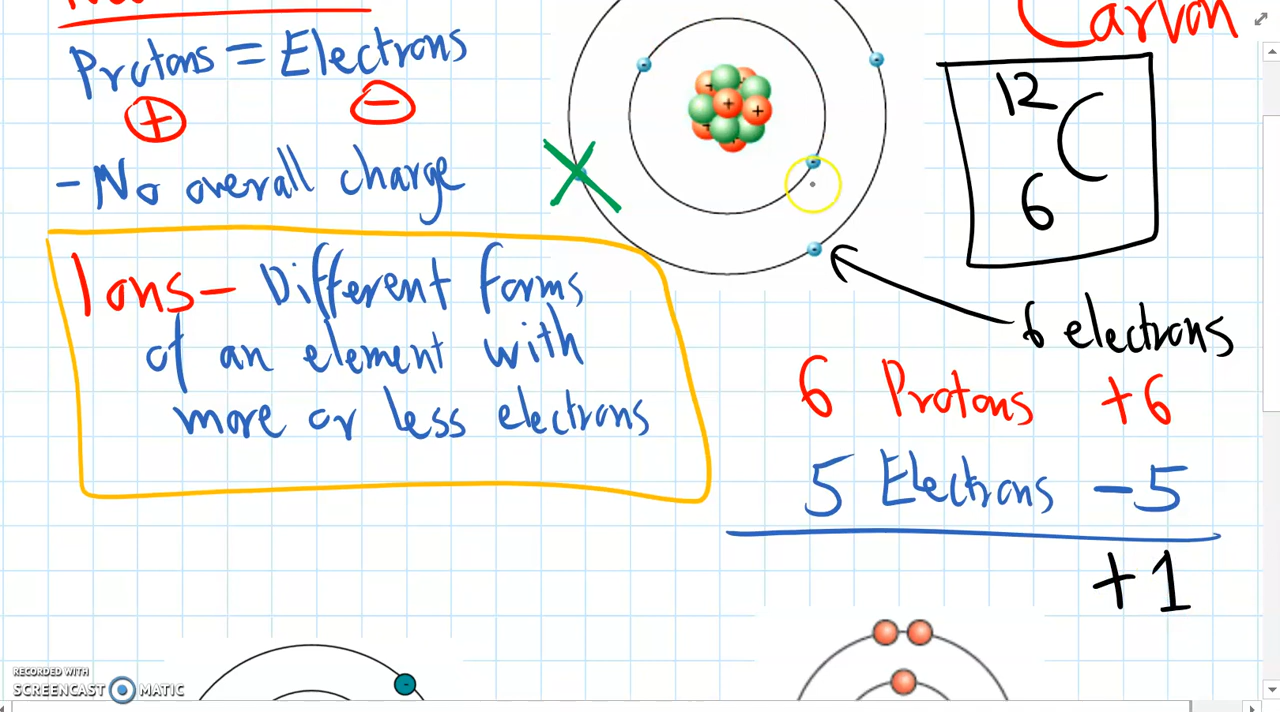 Protons = Electrons
+ −
- No overall charge
Ions - Different forms
of an element with
more or less electrons
Carbon
12
C
6
6 electrons
6 Protons +6
5 Electrons -5
+1
RECORDED WITH
SCREENCAST MATIC